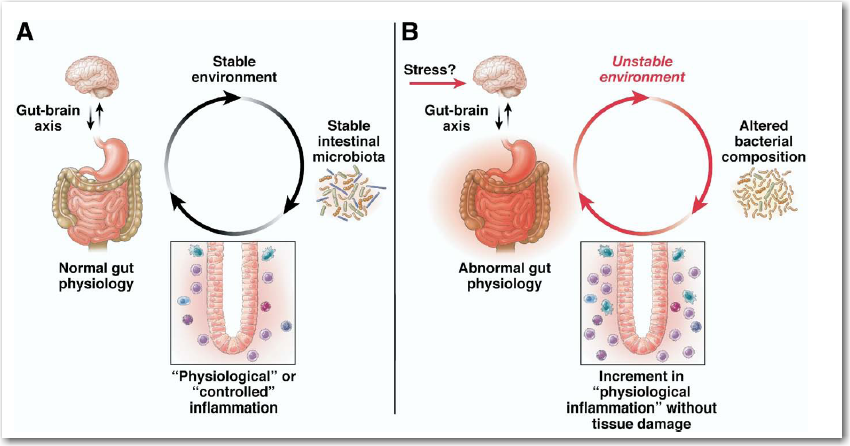 A
Stable
environment
Gut-brain
axis
Stable
intestinal
microbiota
Normal gut
physiology
“Physiological” or
“controlled”
inflammation
B
Stress?
Unstable
environment
Gut-brain
axis
Altered
bacterial
composition
Abnormal gut
physiology
Increment in
“physiological
inflammation” without
tissue damage